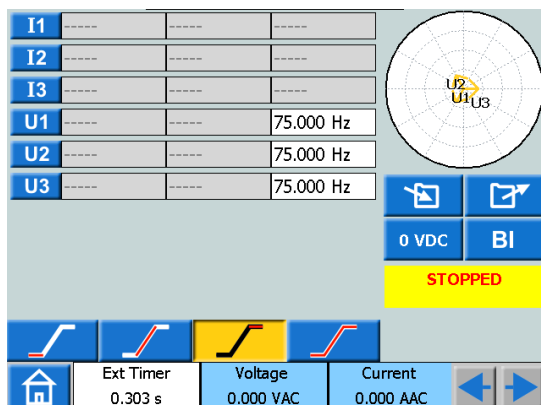 I1 ----- ----- -----
I2 ----- ----- -----
I3 ----- ----- -----
U1 ----- ----- 75.000 Hz
U2 ----- ----- 75.000 Hz
U3 ----- ----- 75.000 Hz
U2
U1 U3
0 VDC BI
STOPPED
Ext Timer Voltage Current
0.303 s 0.000 VAC 0.000 AAC